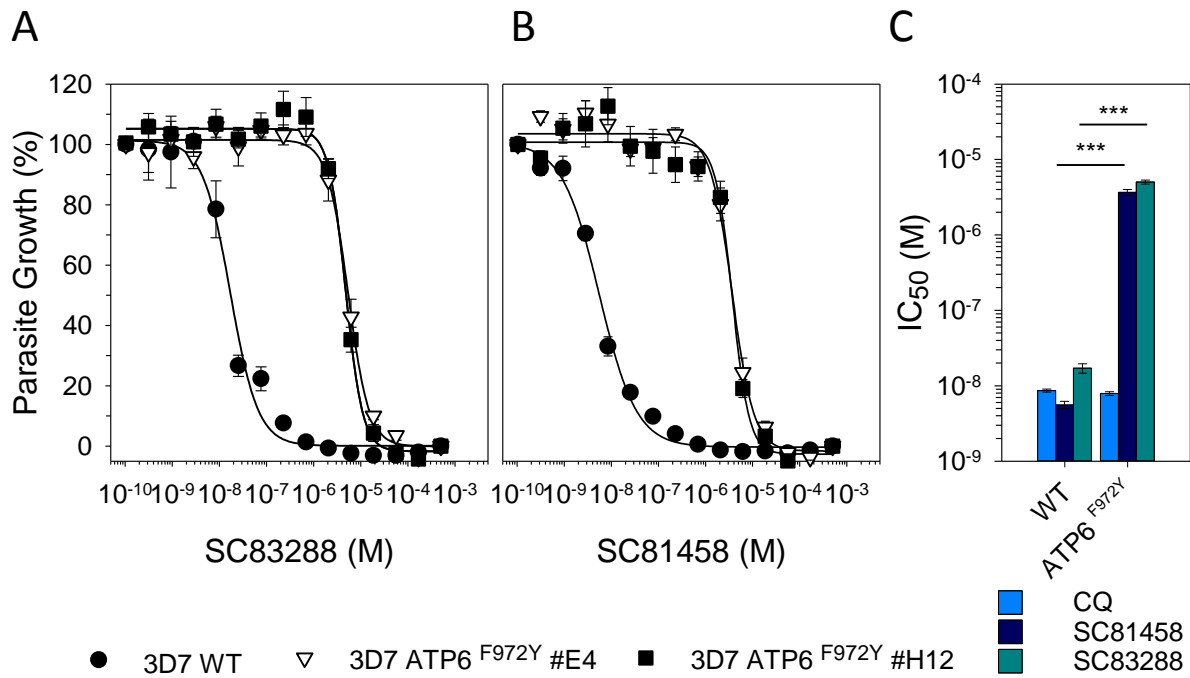 A
B
C
Parasite Growth (%)
120
100
80
60
40
20
0
10-10 10-9 10-8 10-7 10-6 10-5 10-4 10-3
SC83288 (M)
10-10 10-9 10-8 10-7 10-6 10-5 10-4 10-3
SC81458 (M)
IC50 (M)
10-4
10-5
10-6
10-7
10-8
10-9
***
***
WT
ATP6 F972Y
CQ
SC81458
SC83288
3D7 WT
3D7 ATP6 F972Y #E4
3D7 ATP6 F972Y #H12